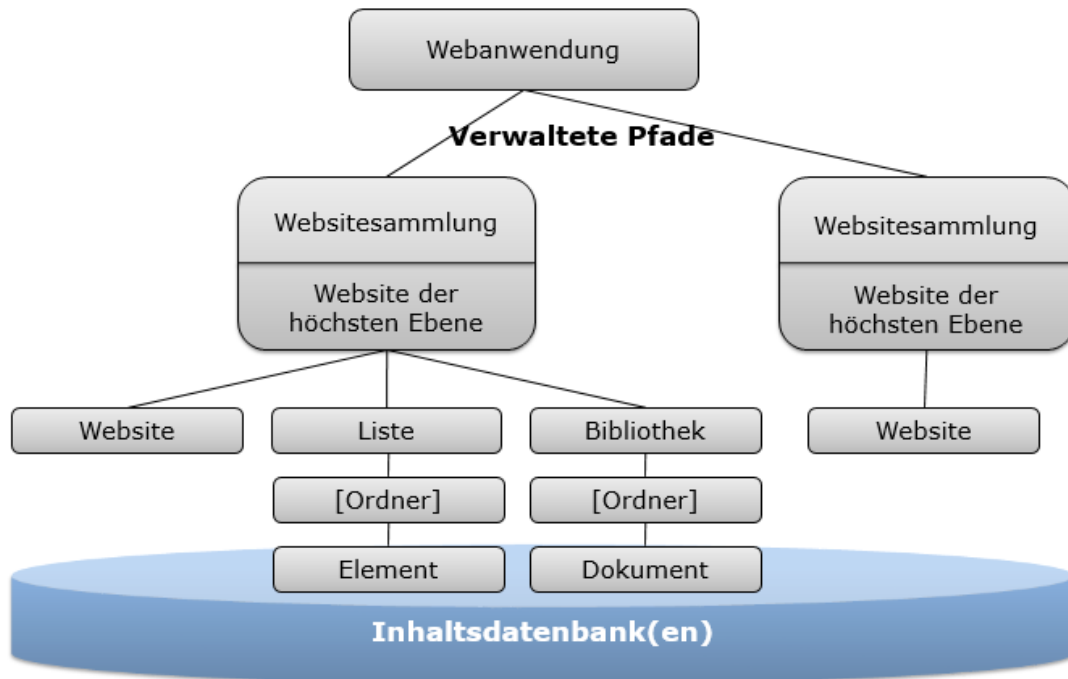 Webanwendung
Verwaltete Pfade
Websitesammlung
Website der
höchsten Ebene
Websitesammlung
Website der
höchsten Ebene
Website
Liste
Bibliothek
Website
[Ordner]
[Ordner]
Element
Dokument
Inhaltsdatenbank(en)